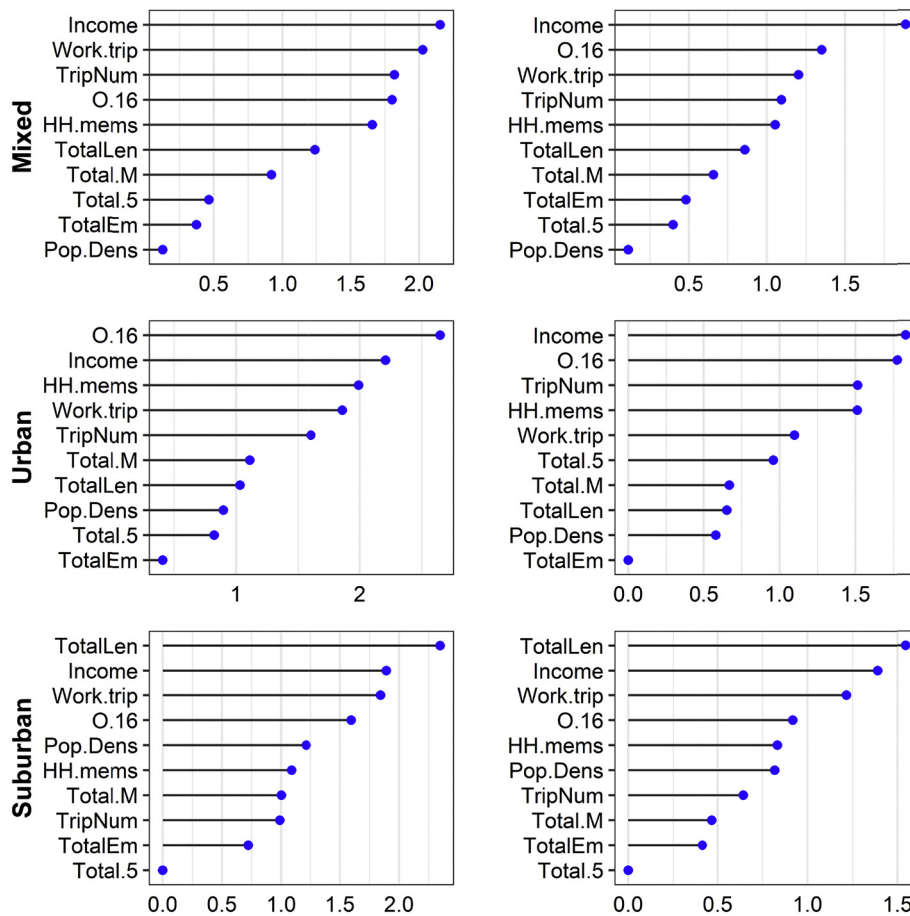 Mixed
Income
Work.trip
TripNum
O.16
HH.mems
TotalLen
Total.M
Total.5
TotalEm
Pop.Dens
0.5 1.0 1.5 2.0
Income
O.16
Work.trip
TripNum
HH.mems
TotalLen
Total.M
TotalEm
Total.5
Pop.Dens
0.5 1.0 1.5
Urban
O.16
Income
HH.mems
Work.trip
TripNum
Total.M
TotalLen
Pop.Dens
Total.5
TotalEm
1 2
Income
O.16
TripNum
HH.mems
Work.trip
Total.5
Total.M
TotalLen
Pop.Dens
TotalEm
0.0 0.5 1.0 1.5
Suburban
TotalLen
Income
Work.trip
O.16
Pop.Dens
HH.mems
Total.M
TripNum
TotalEm
Total.5
0.0 0.5 1.0 1.5 2.0
TotalLen
Income
Work.trip
O.16
HH.mems
Pop.Dens
TripNum
Total.M
TotalEm
Total.5
0.0 0.5 1.0 1.5